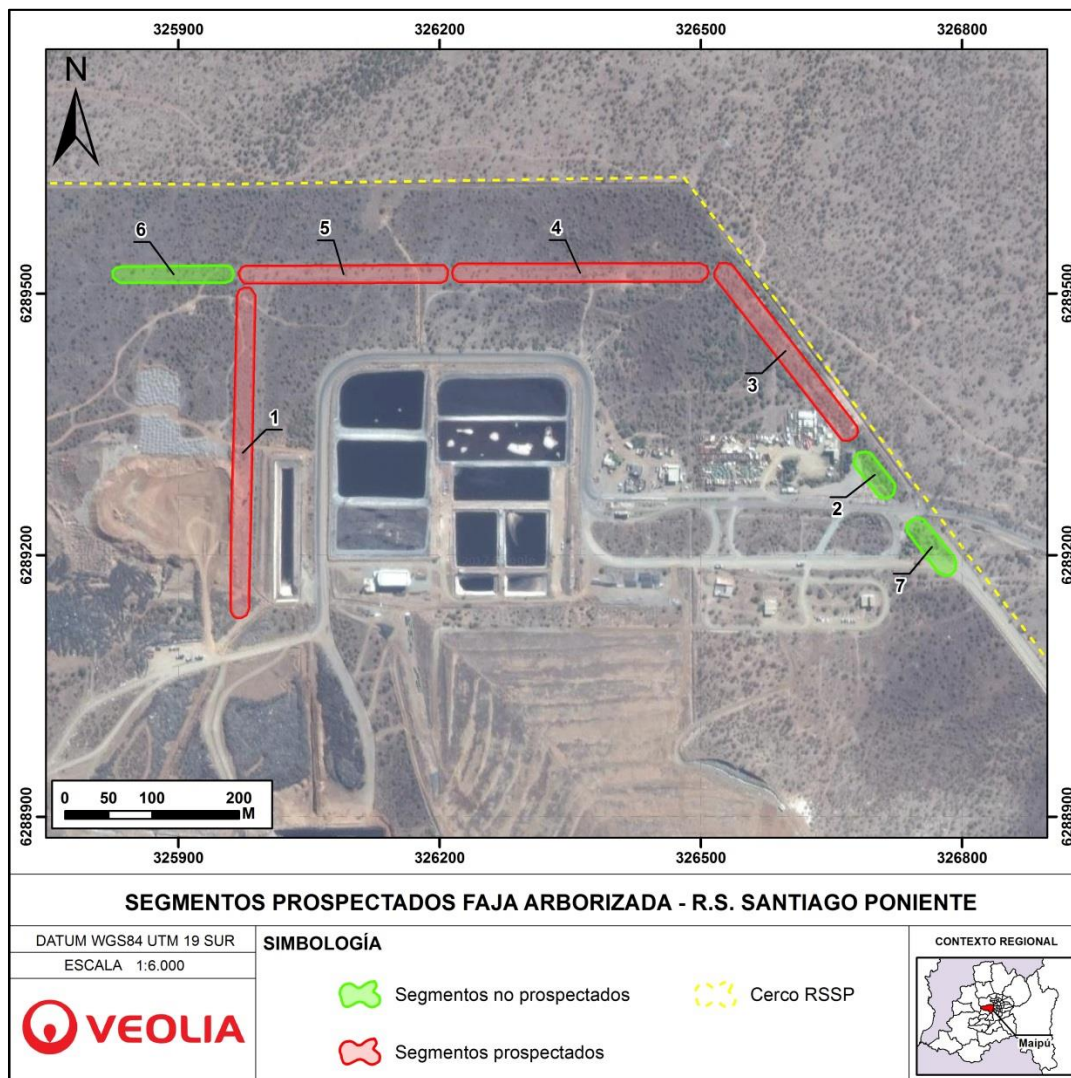 325900 326200 326500 326800
N
6 5 4
6289500 6289500
3
1
2
6289200 6289200
7
0 50 100 200
M
6288900 6288900
325900 326200 326500 326800
SEGMENTOS PROSPECTADOS FAJA ARBORIZADA - R.S. SANTIAGO PONIENTE
DATUM WGS84 UTM 19 SUR
ESCALA 1:6.000
VEOLIA
SIMBOLOGÍA
Segmentos no prospectados
Cerco RSSP
Segmentos prospectados
CONTEXTO REGIONAL
Maipú